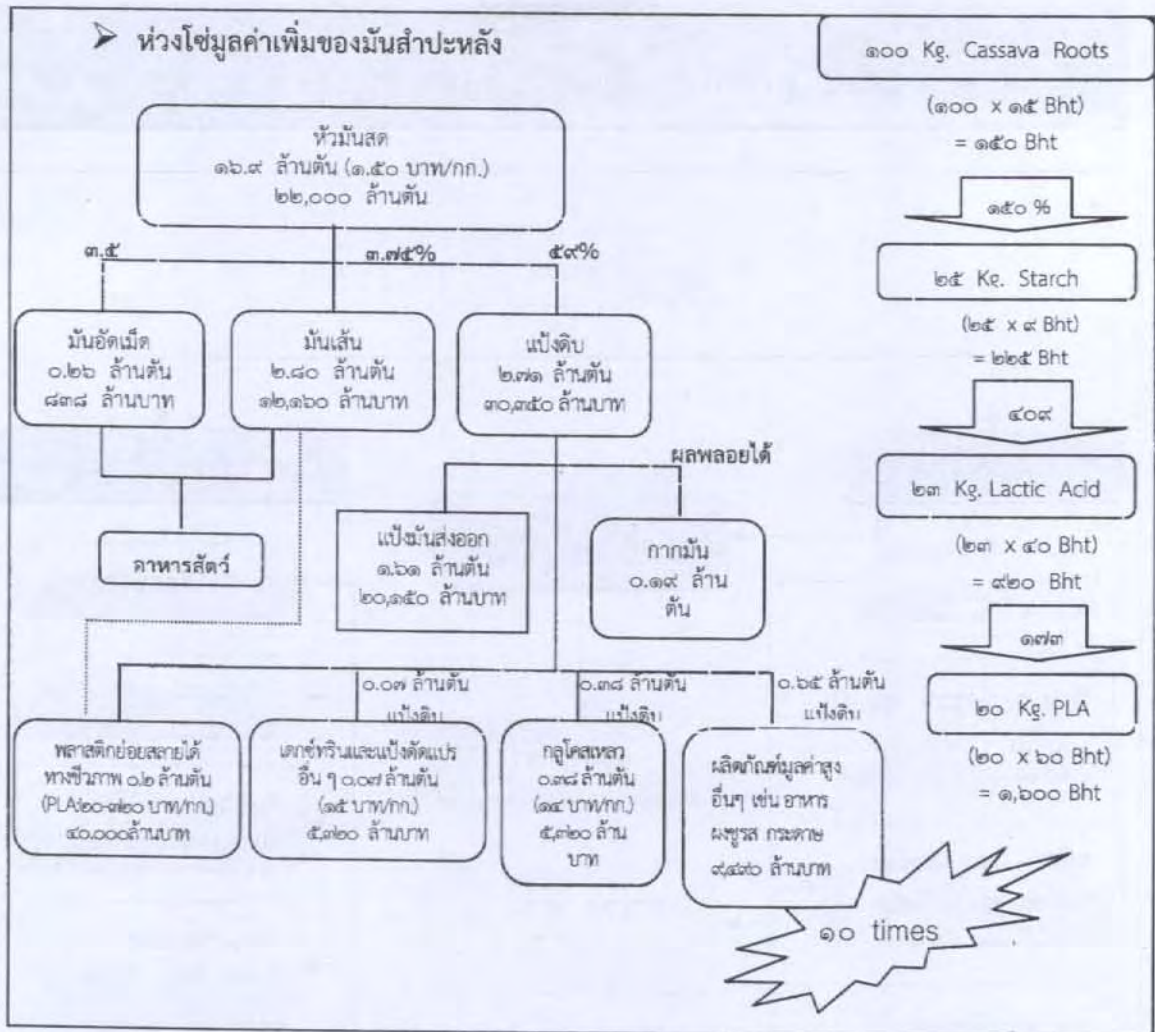 ➢ ห่วงโซ่มูลค่าเพิ่มของมันสำปะหลัง
หัวมันสด
๑๖.๙ ล้านตัน (๑.๕๐ บาท/กก.)
๒๒,๐๐๐ ล้านตัน
๓.๕
๓.๗๕%
๕๙%
มันอัดเม็ด
๐.๒๖ ล้านตัน
๘๓๘ ล้านบาท
มันเส้น
๒.๘๐ ล้านตัน
๑๒,๑๖๐ ล้านบาท
แป้งดิบ
๒.๗๑ ล้านตัน
๓๐,๓๕๐ ล้านบาท
อาหารสัตว์
ผลพลอยได้
แป้งมันส่งออก
๑.๖๑ ล้านตัน
๒๐,๑๕๐ ล้านบาท
กากมัน
๐.๑๙ ล้าน
ตัน
๐.๐๗ ล้านตัน
แป้งดิบ
๐.๓๘ ล้านตัน
แป้งดิบ
๐.๖๕ ล้านตัน
แป้งดิบ
พลาสติกย่อยสลายได้
ทางชีวภาพ ๐.๒ ล้านตัน
(PLA:๒๐-๓๒๐ บาท/กก.)
๔๐.๐๐๐ล้านบาท
เดกซ์ทรินและแป้งดัดแปร
อื่น ๆ ๐.๐๗ ล้านตัน
(๑๕ บาท/กก.)
๕,๓๒๐ ล้านบาท
กลูโคสเหลว
๐.๓๘ ล้านตัน
(๑๔ บาท/กก.)
๕,๓๒๐ ล้าน
บาท
ผลิตภัณฑ์มูลค่าสูง
อื่นๆ เช่น อาหาร
ผงชูรส กระดาษ
ล้านบาท
๑๐ times
๑๐๐ Kg. Cassava Roots
(๑๐๐ x ๑๕ Bht)
= ๑๕๐ Bht
๑๕๐ %
๒๕ Kg. Starch
(๒๕ x ๙ Bht)
= ๒๒๕ Bht
๔๐๙
๒๓ Kg. Lactic Acid
(๒๓ x ๔๐ Bht)
= ๙๒๐ Bht
๑๗๓
๒๐ Kg. PLA
(๒๐ x ๖๐ Bht)
= ๑,๖๐๐ Bht